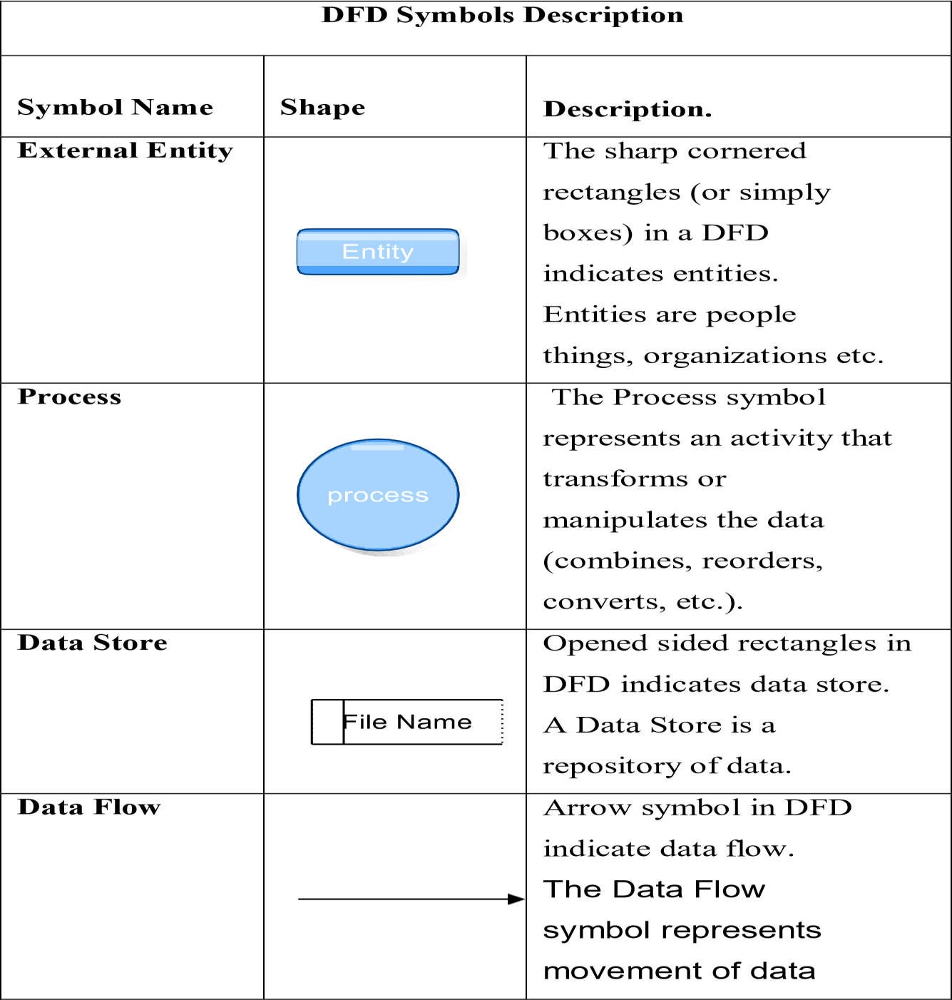 DFD Symbols Description
Symbol Name
Shape
Description.
External Entity
Entity
The sharp cornered
rectangles (or simply
boxes) in a DFD
indicates entities.
Entities are people
things, organizations etc.
Process
process
The Process symbol
represents an activity that
transforms or
manipulates the data
(combines, reorders,
converts, etc.).
Data Store
File Name
Opened sided rectangles in
DFD indicates data store.
A Data Store is a
repository of data.
Data Flow
Arrow symbol in DFD
indicate data flow.
The Data Flow
symbol represents
movement of data